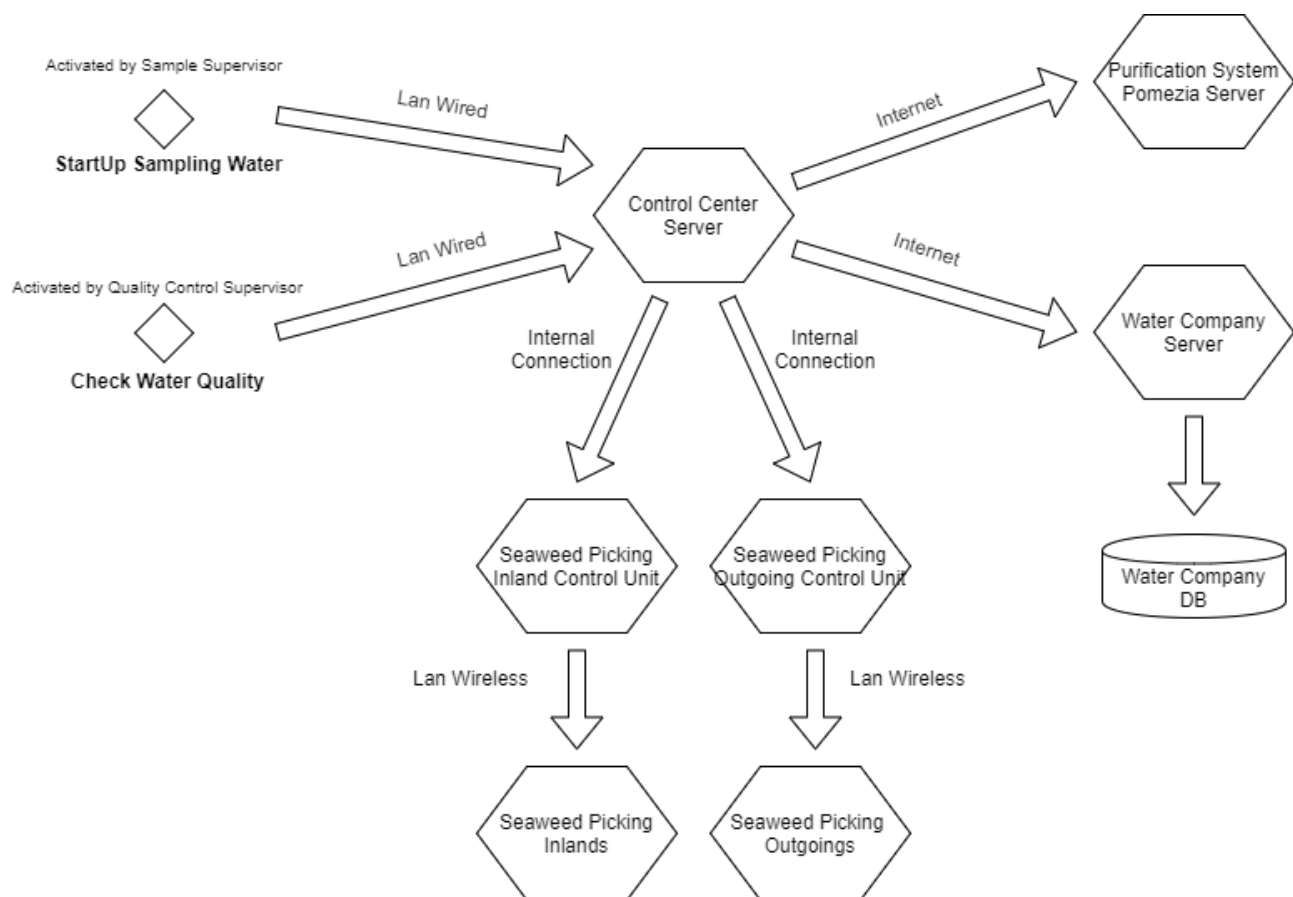 Activated by Sample Supervisor
StartUp Sampling Water
Lan Wired
Internet
Purification System
Pomezia Server
Control Center
Server
Activated by Quality Control Supervisor
Check Water Quality
Lan Wired
Internet
Water Company
Server
Internal
Connection
Internal
Connection
Seaweed Picking
Inland Control Unit
Seaweed Picking
Outgoing Control Unit
Water Company
DB
Lan Wireless
Lan Wireless
Seaweed Picking
Inlands
Seaweed Picking
Outgoings